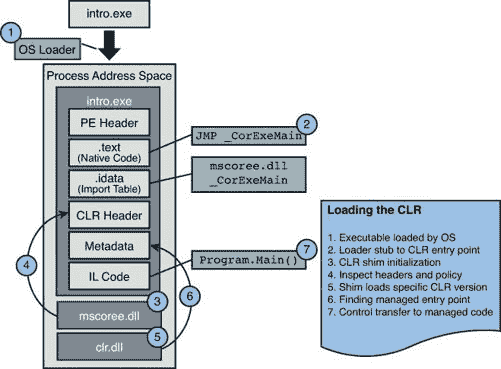 intro.exe
1
OS Loader
Process Address Space
intro.exe
PE Header
.text
(Native Code)
JMP _CorExeMain
2
.idata
(Import Table)
mscoree.dll
_CorExeMain
CLR Header
Metadata
IL Code
Program.Main()
7
4
6
3
mscoree.dll
5
clr.dll
Loading the CLR
1. Executable loaded by OS
2. Loader stub to CLR entry point
3. CLR shim initialization
4. Inspect headers and policy
5. Shim loads specific CLR version
6. Finding managed entry point
7. Control transfer to managed code